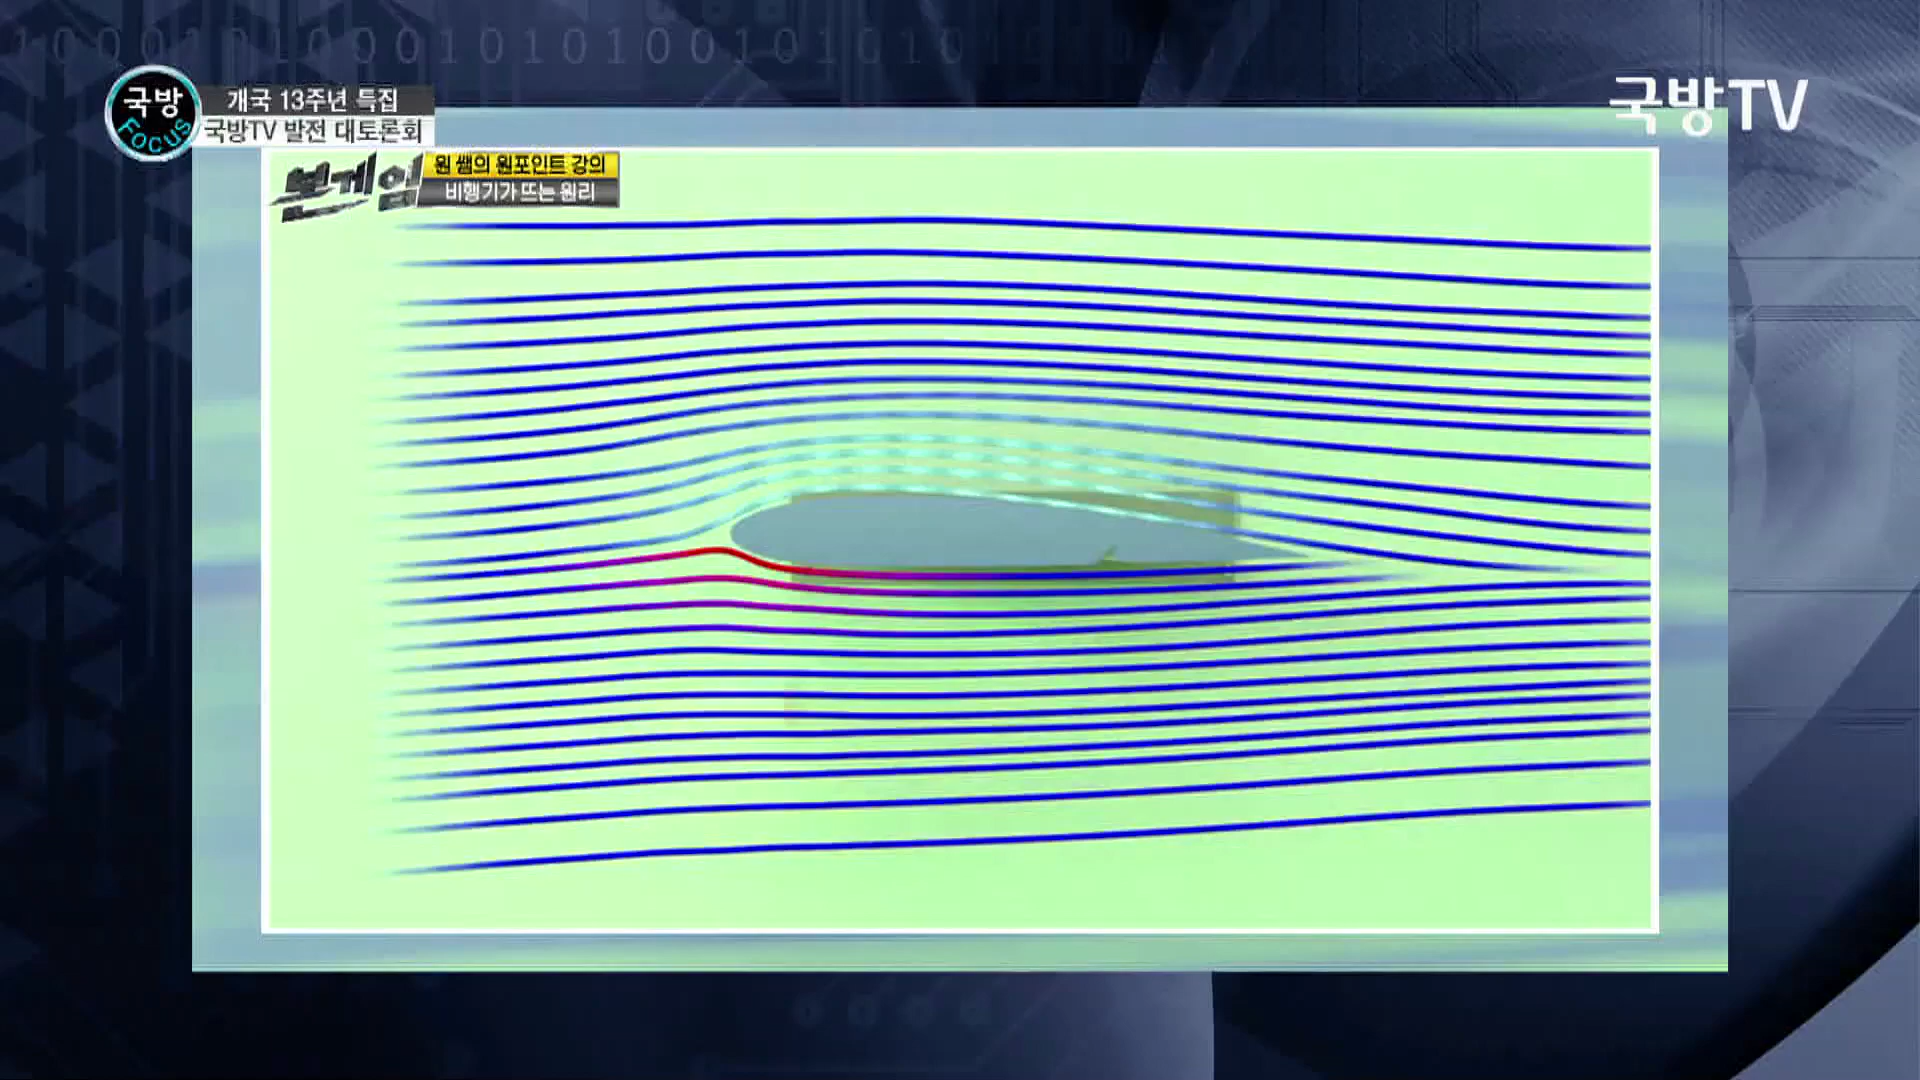 1000101000101010100101010
국방
FOCUS
개국 13주년 특집
국방TV 발전 대토론회
국방TV
본게임
원 쌤의 원포인트 강의
비행기가 뜨는 원리